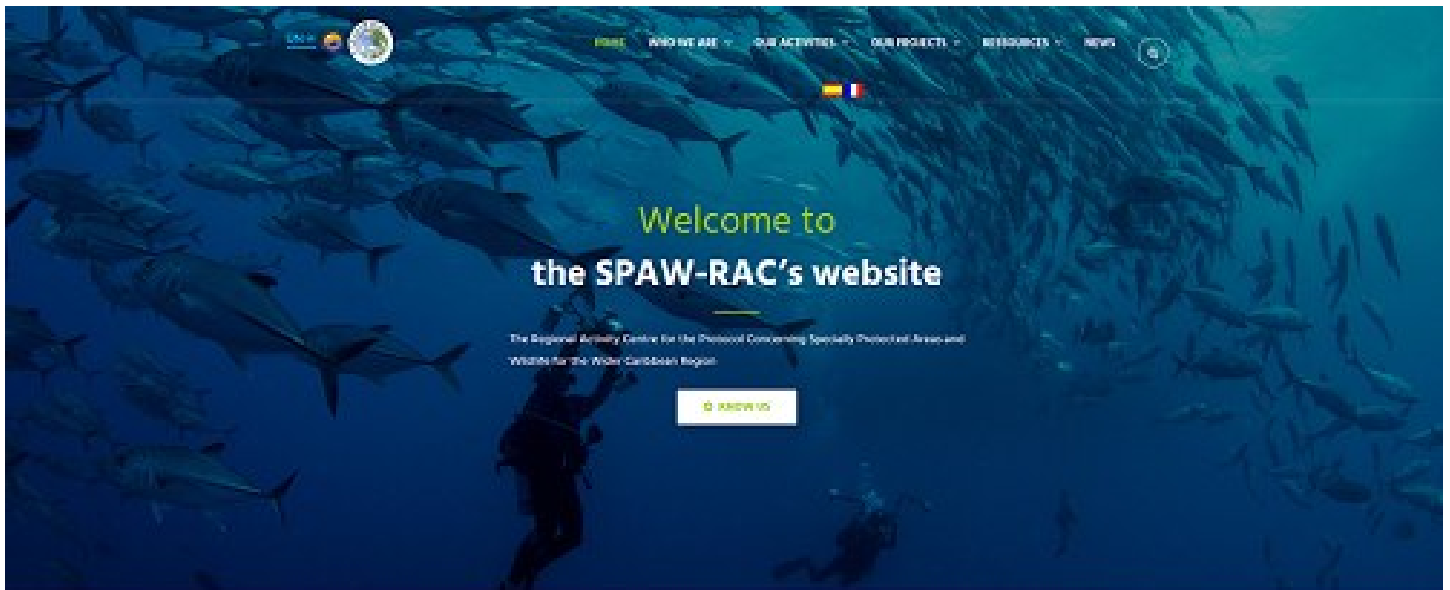 HOME WHO WE ARE OUR ACTIVITIES OUR PROJECTS RESSOURCES NEWS
Welcome to
the SPAW-RAC’s website
The Regional Activity Centre for the Protocol Concerning Specially Protected Areas and
Wildlife for the Wider Caribbean Region
KNOW US